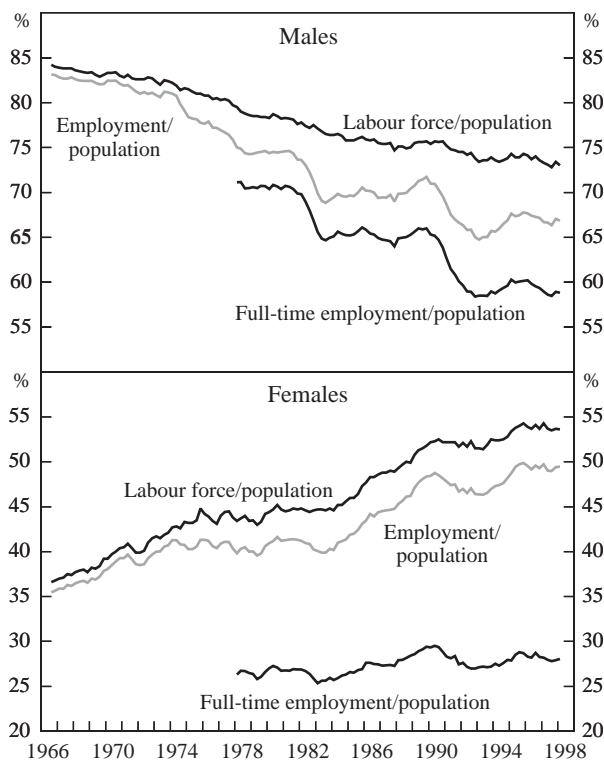 % Males %
85 85
80 80
Labour force/population
Employment/
population
75 75
70 70
65 65
60 60
Full-time employment/population
55 55
% Females %
55 55
50 50
Labour force/population
45 45
Employment/
population
40 40
35 35
30 30
25 25
Full-time employment/population
20 20
1966 1970 1974 1978 1982 1986 1990 1994 1998